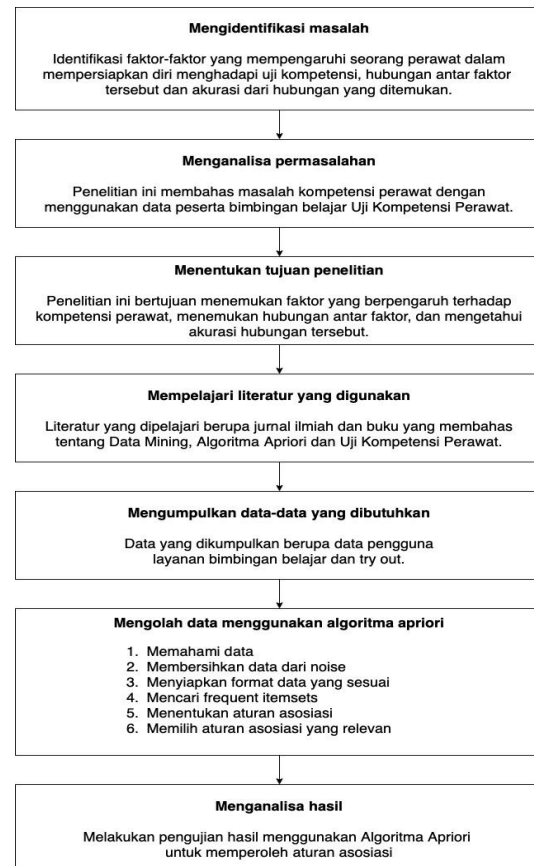 Mengidentifikasi masalah
Identifikasi faktor-faktor yang mempengaruhi seorang perawat dalam
mempersiapkan diri menghadapi uji kompetensi, hubungan antar faktor
tersebut dan akurasi dari hubungan yang ditemukan.
Menganalisa permasalahan
Penelitian ini membahas masalah kompetensi perawat dengan
menggunakan data peserta bimbingan belajar Uji Kompetensi Perawat.
Menentukan tujuan penelitian
Penelitian ini bertujuan menemukan faktor yang berpengaruh terhadap
kompetensi perawat, menemukan hubungan antar faktor, dan mengetahui
akurasi hubungan tersebut.
Mempelajari literatur yang digunakan
Literatur yang dipelajari berupa jurnal ilmiah dan buku yang membahas
tentang Data Mining, Algoritma Apriori dan Uji Kompetensi Perawat.
Mengumpulkan data-data yang dibutuhkan
Data yang dikumpulkan berupa data pengguna
layanan bimbingan belajar dan try out.
Mengolah data menggunakan algoritma apriori
1. Memahami data
2. Membersihkan data dari noise
3. Menyiapkan format data yang sesuai
4. Mencari frequent itemsets
5. Menentukan aturan asosiasi
6. Memilih aturan asosiasi yang relevan
Menganalisa hasil
Melakukan pengujian hasil menggunakan Algoritma Apriori
untuk memperoleh aturan asosiasi